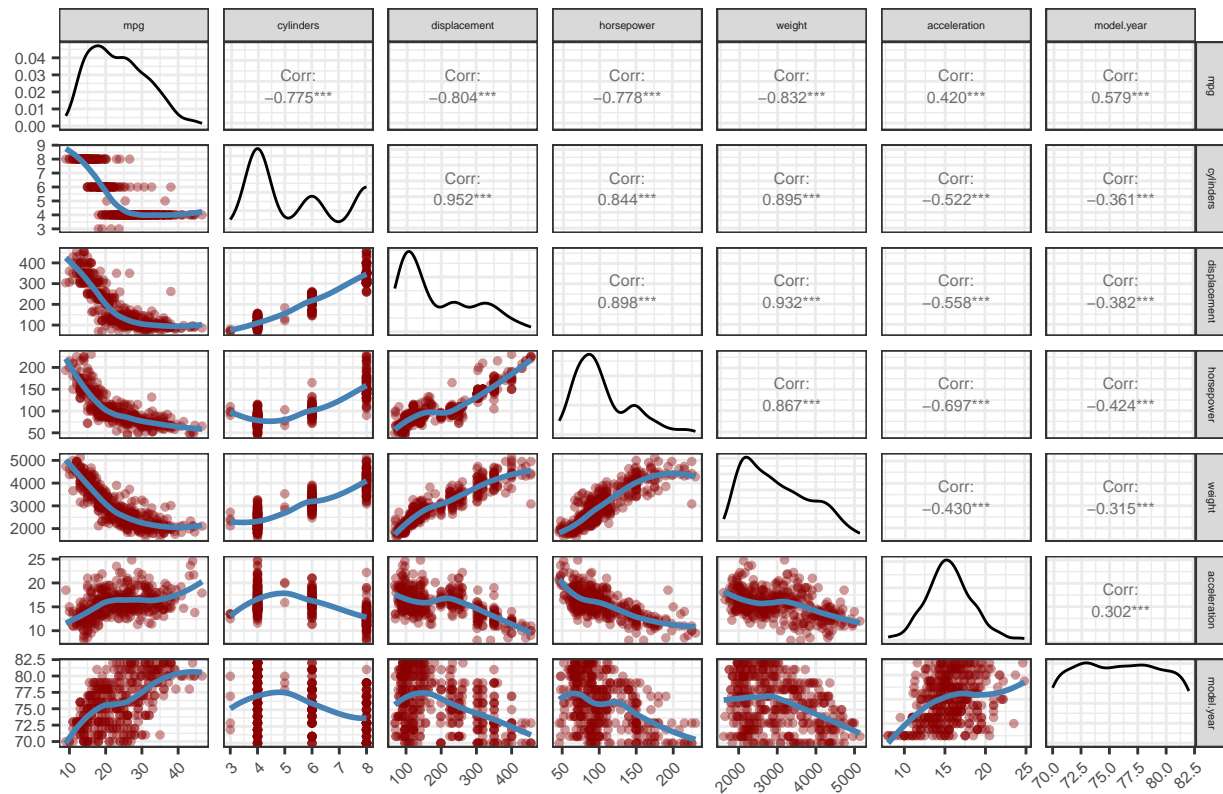 mpg cylinders displacement horsepower weight acceleration model.year
0.04
0.03
0.02
0.01
0.00
Corr:
−0.775***
Corr:
−0.804***
Corr:
−0.778***
Corr:
−0.832***
Corr:
0.420***
Corr:
0.579***
mpg
9
8
7
6
5
4
3
Corr:
0.952***
Corr:
0.844***
Corr:
0.895***
Corr:
−0.522***
Corr:
−0.361***
cylinders
400
300
200
100
Corr:
0.898***
Corr:
0.932***
Corr:
−0.558***
Corr:
−0.382***
displacement
200
150
100
50
Corr:
0.867***
Corr:
−0.697***
Corr:
−0.424***
horsepower
5000
4000
3000
2000
Corr:
−0.430***
Corr:
−0.315***
weight
25
20
15
10
Corr:
0.302***
acceleration
82.5
80.0
77.5
75.0
72.5
70.0
model.year
10 20 30 40
3 4 5 6 7 8
100 200 300 400
50 100 150 200
2000 3000 4000 5000
10 15 20 25
70.0 72.5 75.0 77.5 80.0 82.5